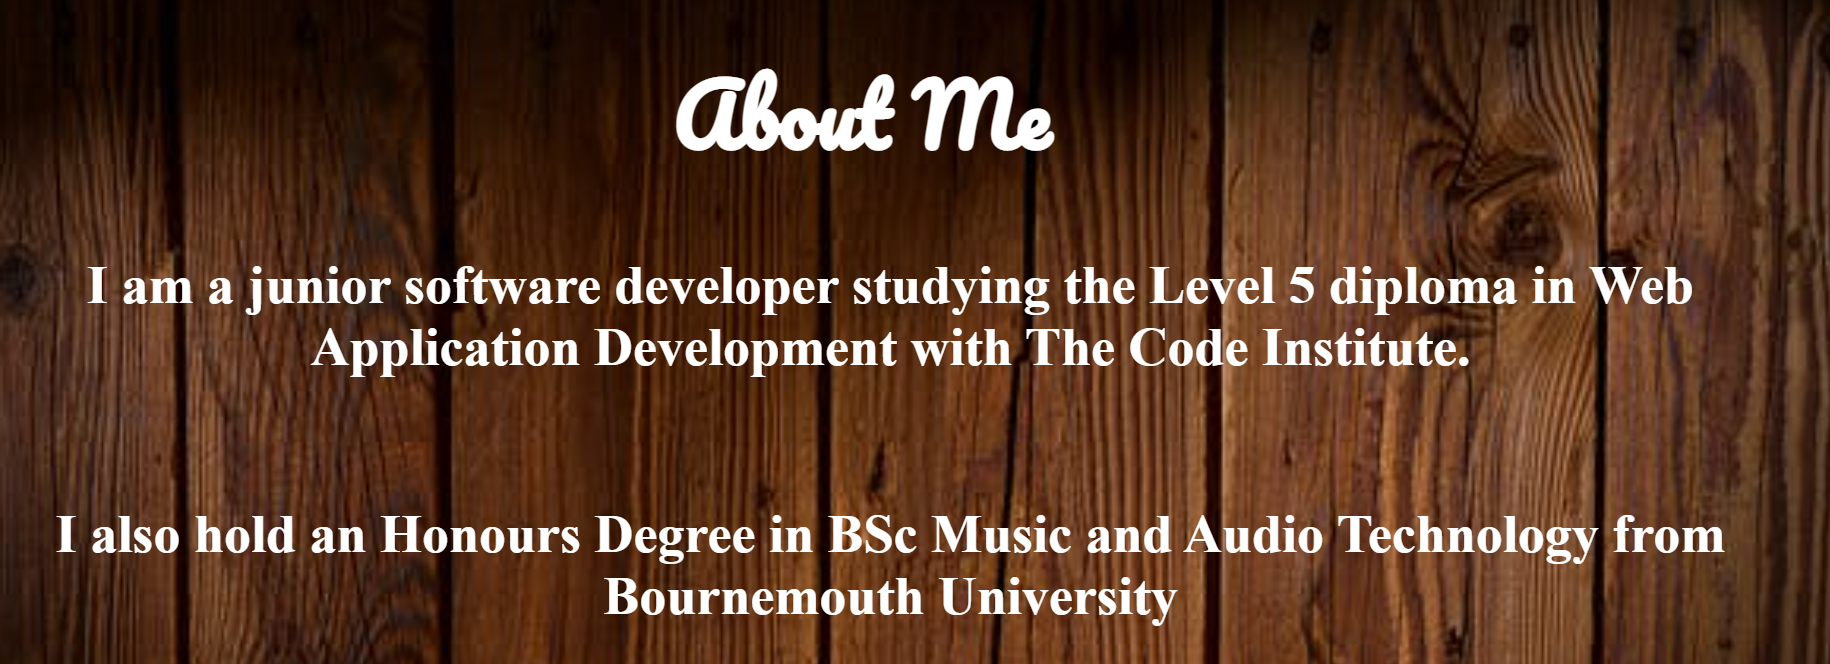 About Me
I am a junior software developer studying the Level 5 diploma in Web
Application Development with The Code Institute.
I also hold an Honours Degree in BSc Music and Audio Technology from
Bournemouth University